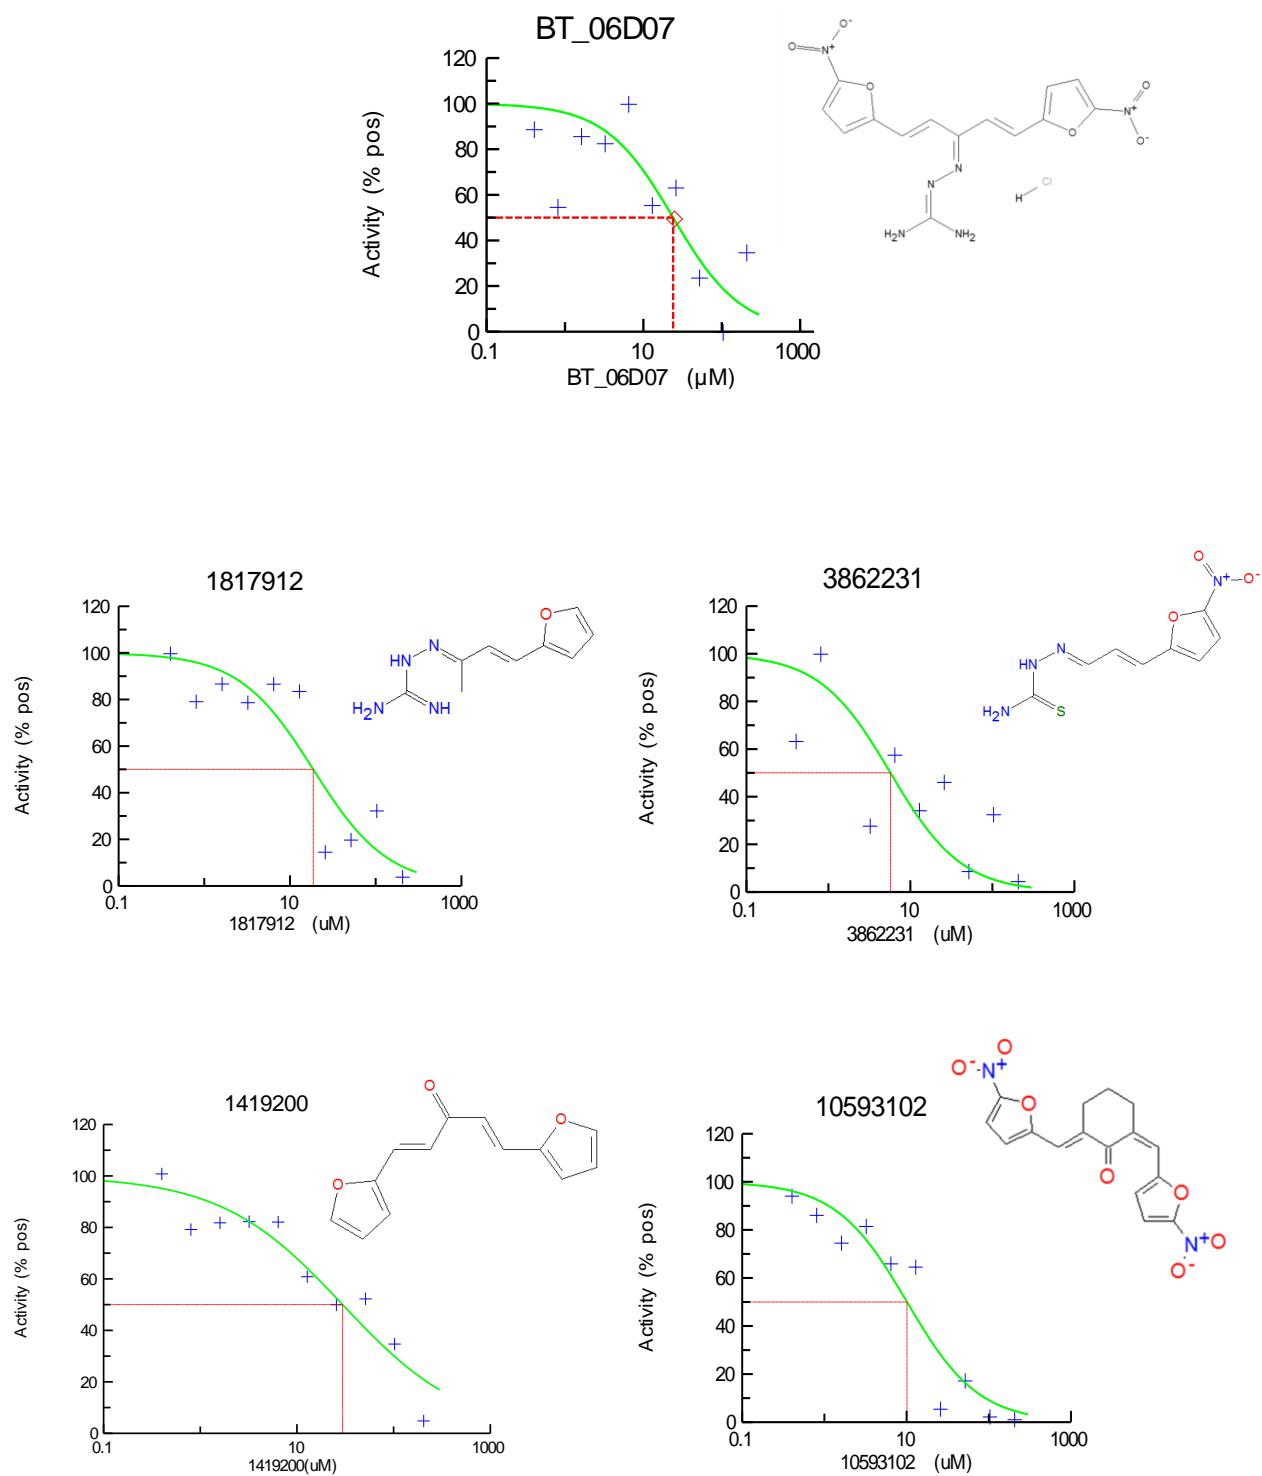 BT_06D07
120
100
80
60
40
20
0
0.1
10
1000
Activity (% pos)
BT_06D07 (µM)
O⁻
O
N⁺
O
O
N⁺
O
O⁻
N
N
H₂N
NH₂
H
Cl
1817912
120
100
80
60
40
20
0
0.1
10
1000
Activity (% pos)
1817912 (uM)
O
N
HN
H₂N
NH
3862231
120
100
80
60
40
20
0
0.1
10
1000
Activity (% pos)
3862231 (uM)
O
N⁺
O⁻
O
N
HN
H₂N
S
1419200
120
100
80
60
40
20
0
0.1
10
1000
Activity (% pos)
1419200(uM)
O
O
O
10593102
120
100
80
60
40
20
0
0.1
10
1000
Activity (% pos)
10593102 (uM)
O
O⁻
N⁺
O
O
O
N⁺
O
O⁻